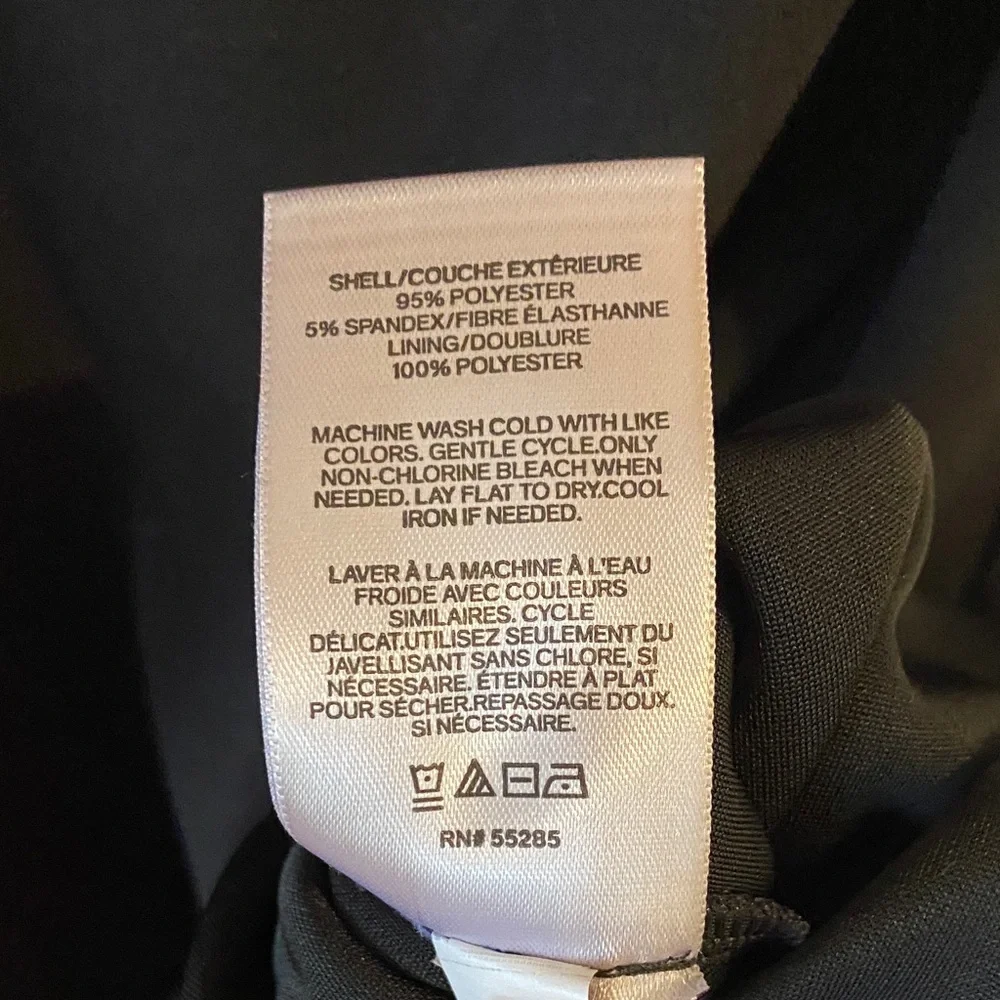 SHELL/COUCHE EXTÉRIEURE
95% POLYESTER
5% SPANDEX/FIBRE ÉLASTHANNE
LINING/DOUBLURE
100% POLYESTER
MACHINE WASH COLD WITH LIKE
COLORS. GENTLE CYCLE.ONLY
NON-CHLORINE BLEACH WHEN
NEEDED. LAY FLAT TO DRY.COOL
IRON IF NEEDED.
LAVER À LA MACHINE À L'EAU
FROIDE AVEC COULEURS
SIMILAIRES. CYCLE
DÉLICAT.UTILISEZ SEULEMENT DU
JAVELLISANT SANS CHLORE, SI
NÉCESSAIRE. ÉTENDRE À PLAT
POUR SÉCHER.REPASSAGE DOUX.
SI NÉCESSAIRE.
RN# 55285